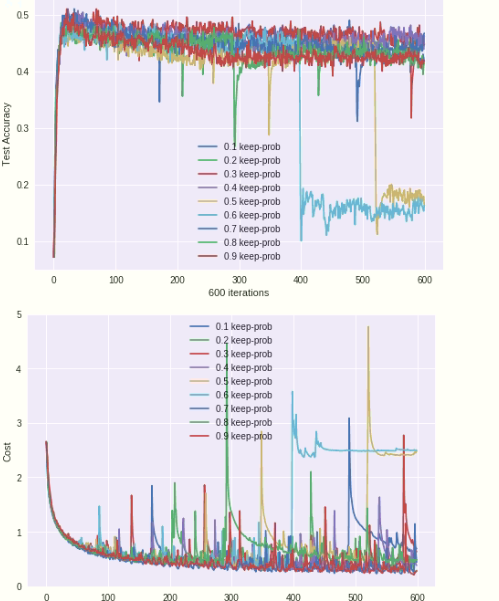 0.5
0.4
0.3
0.2
0.1
Test Accuracy
0.1 keep-prob
0.2 keep-prob
0.3 keep-prob
0.4 keep-prob
0.5 keep-prob
0.6 keep-prob
0.7 keep-prob
0.8 keep-prob
0.9 keep-prob
0 100 200 300 400 500 600
600 iterations
5
4
3
2
1
0
Cost
0.1 keep-prob
0.2 keep-prob
0.3 keep-prob
0.4 keep-prob
0.5 keep-prob
0.6 keep-prob
0.7 keep-prob
0.8 keep-prob
0.9 keep-prob
0 100 200 300 400 500 600